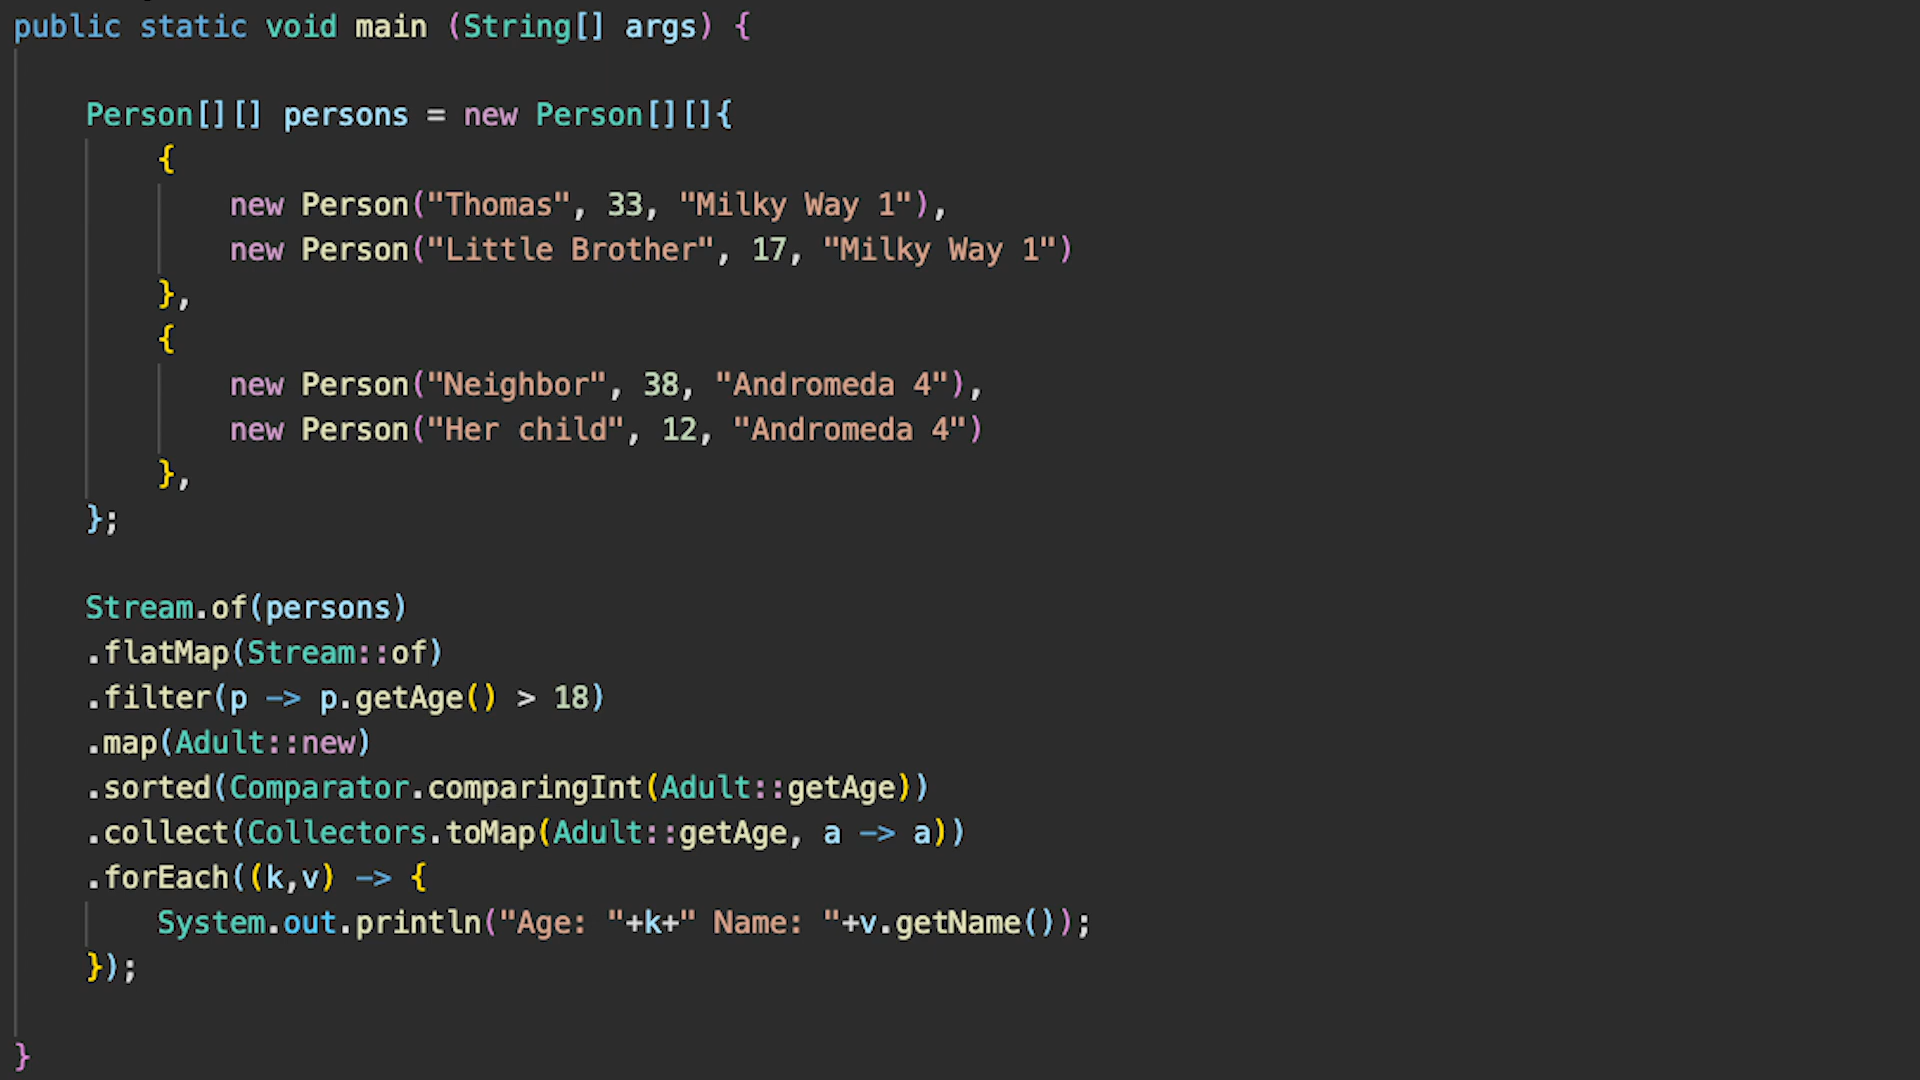 public static void main (String[] args) {
Person[][] persons = new Person[][]{
{
new Person("Thomas", 33, "Milky Way 1"),
new Person("Little Brother", 17, "Milky Way 1")
},
{
new Person("Neighbor", 38, "Andromeda 4"),
new Person("Her child", 12, "Andromeda 4")
},
};
Stream.of(persons)
.flatMap(Stream::of)
.filter(p -> p.getAge() > 18)
.map(Adult::new)
.sorted(Comparator.comparingInt(Adult::getAge))
.collect(Collectors.toMap(Adult::getAge, a -> a))
.forEach((k,v) -> {
System.out.println("Age: "+k+" Name: "+v.getName());
});
}